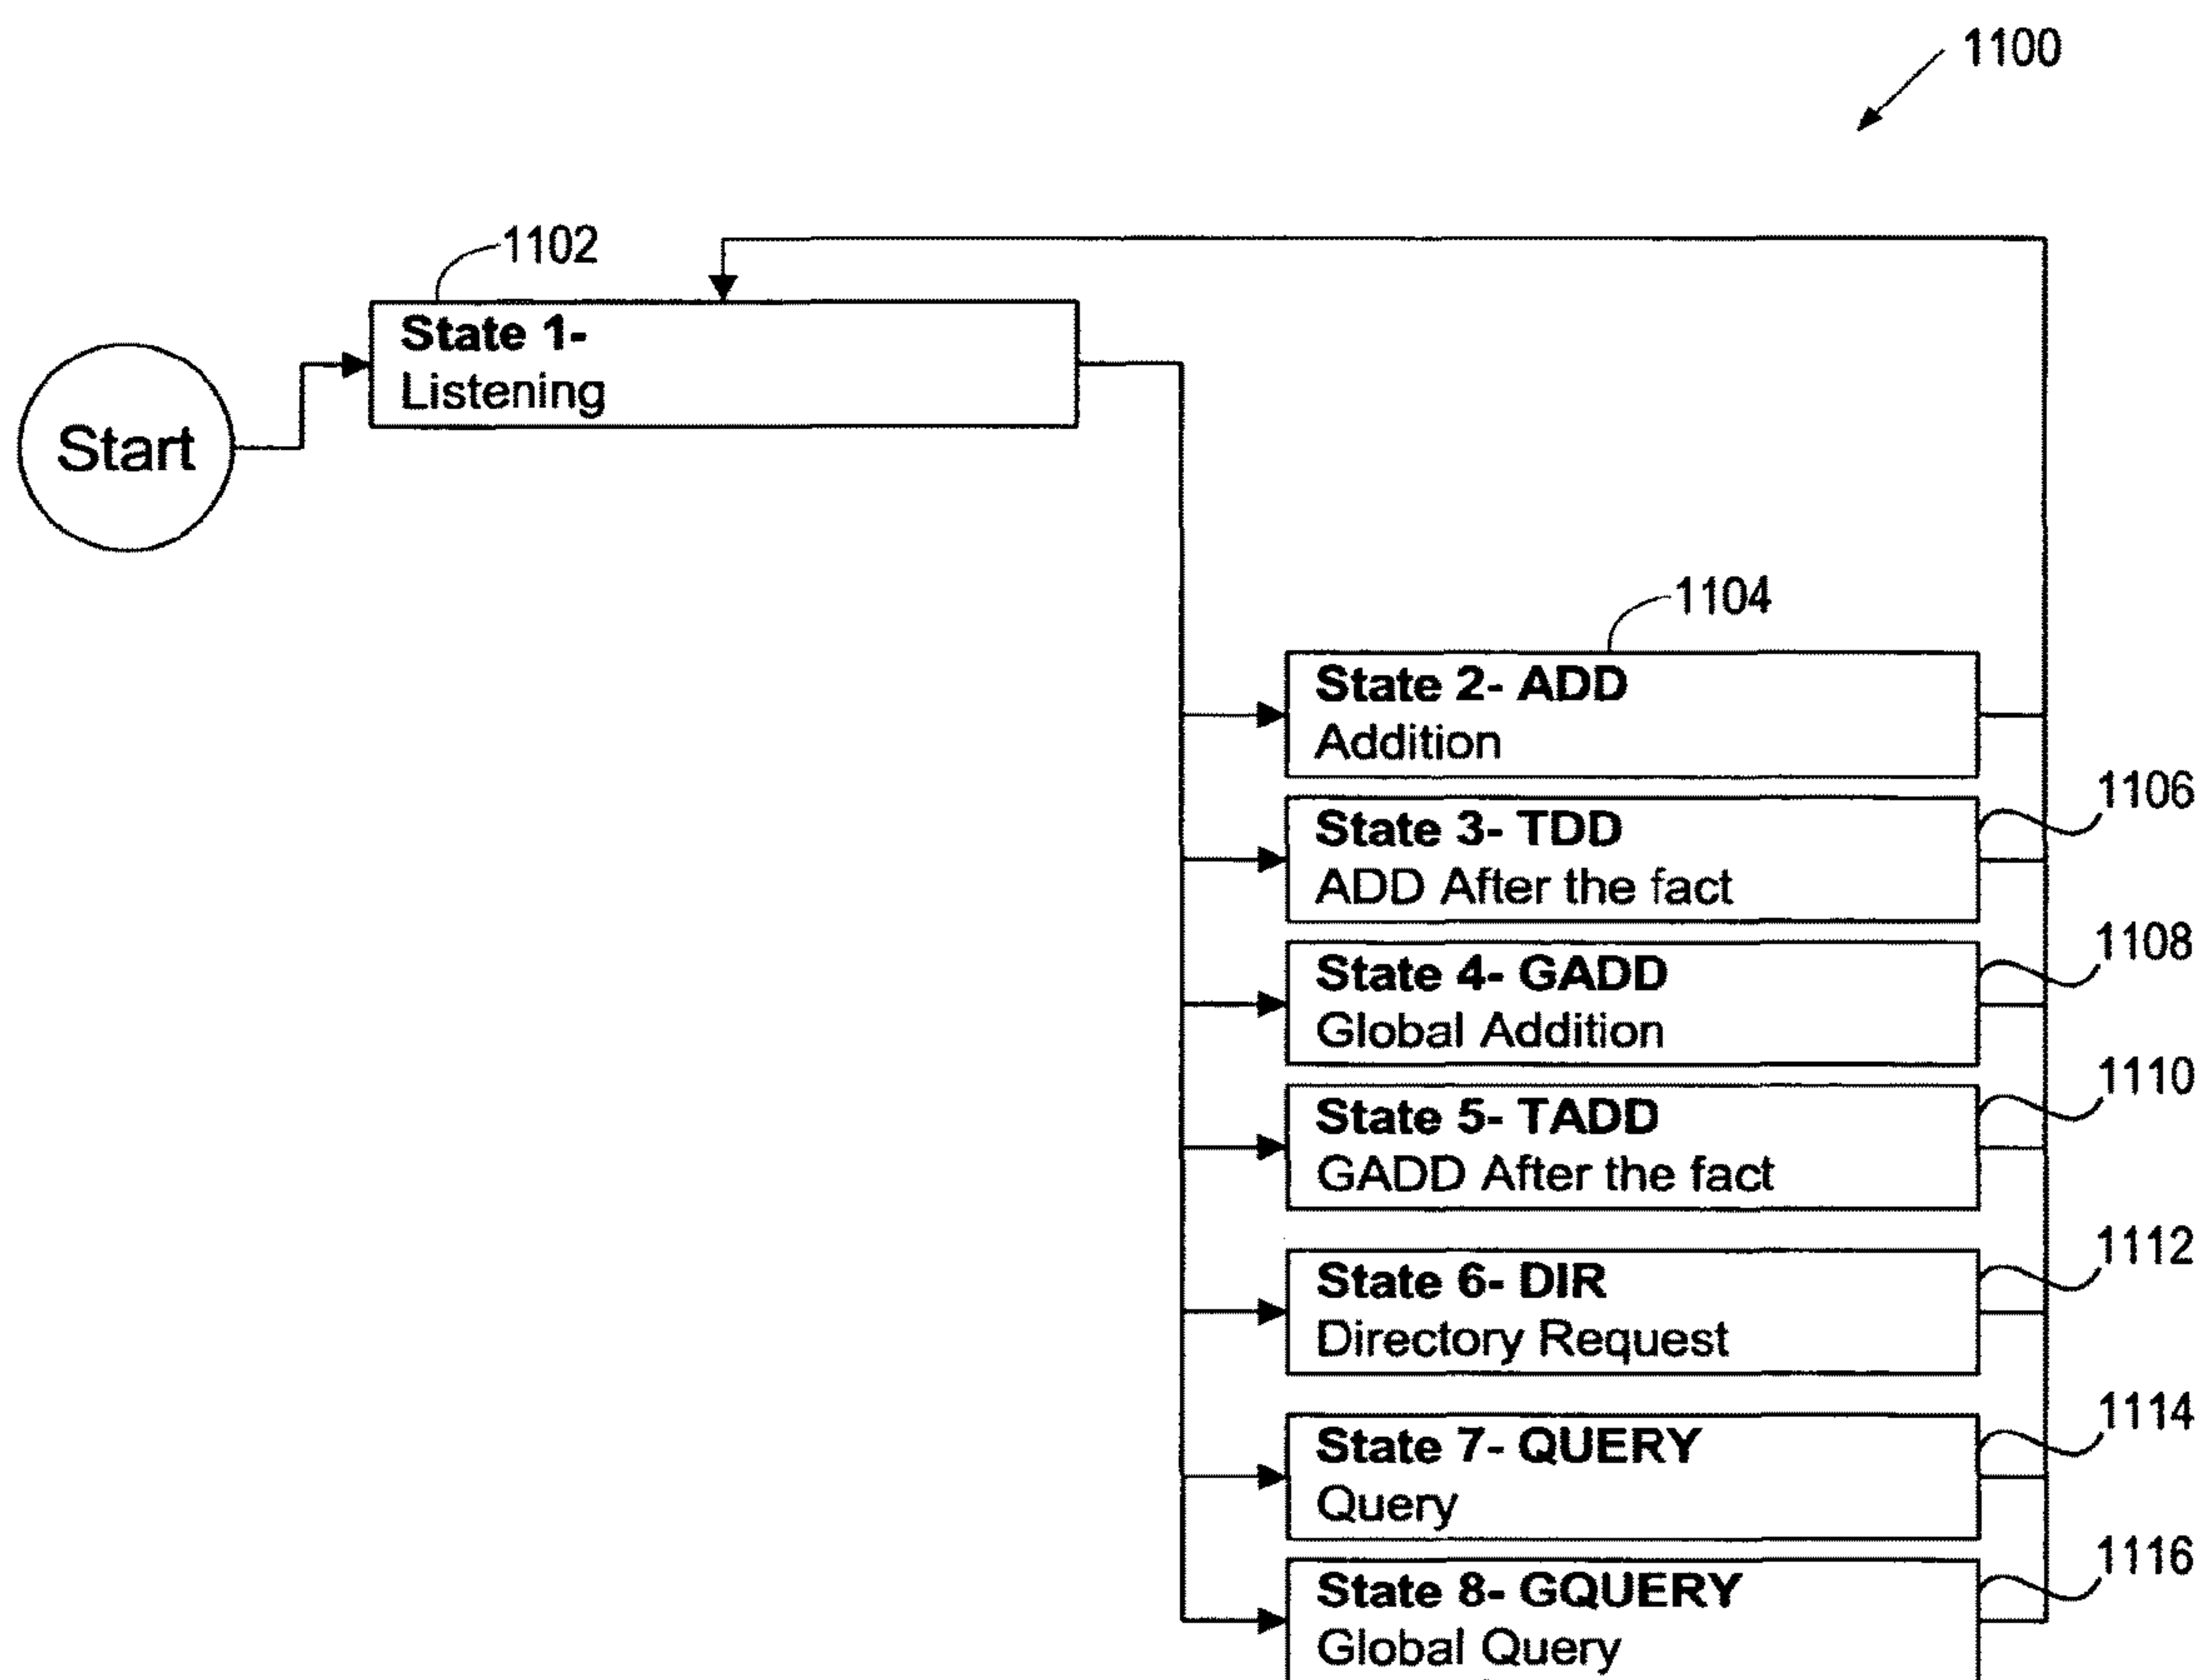 1100
1102
State 1-
Listening
Start
1104
State 2- ADD
Addition
1106
State 3- TDD
ADD After the fact
1108
State 4- GADD
Global Addition
1110
State 5- TADD
GADD After the fact
1112
State 6- DIR
Directory Request
1114
State 7- QUERY
Query
1116
State 8- GQUERY
Global Query